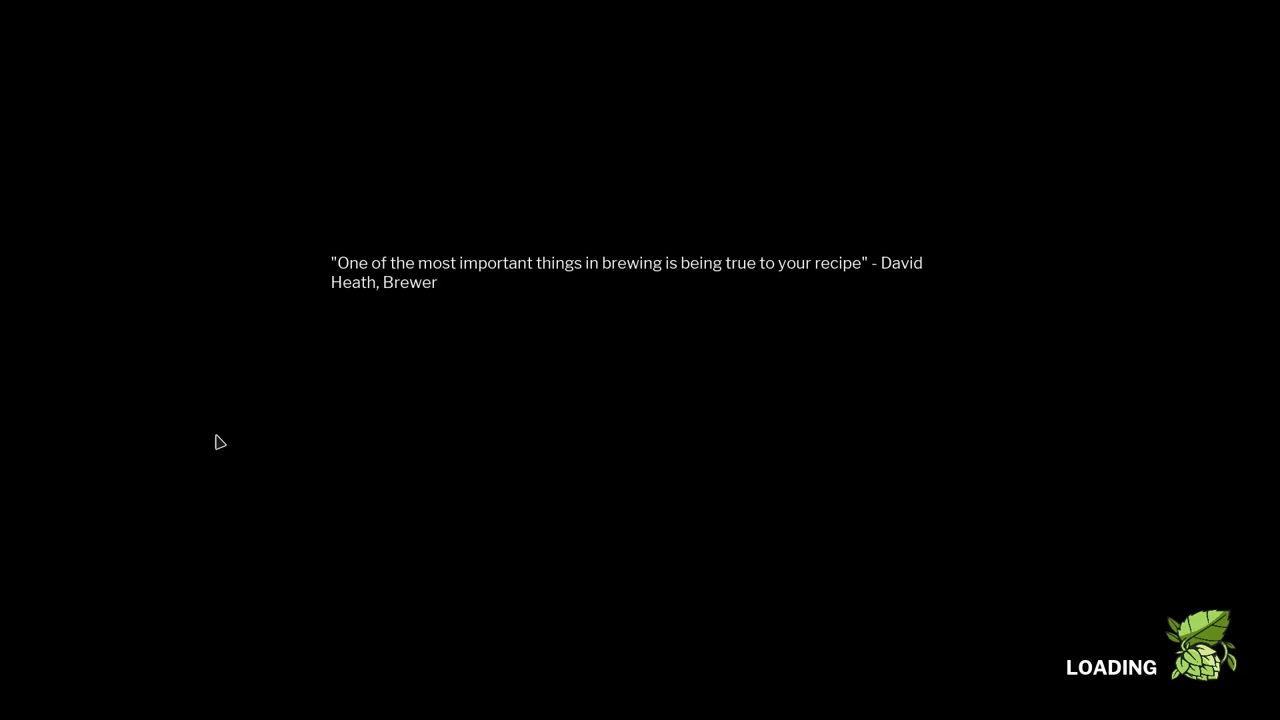 "One of the most important things in brewing is being true to your recipe" - David
Heath, Brewer
LOADING